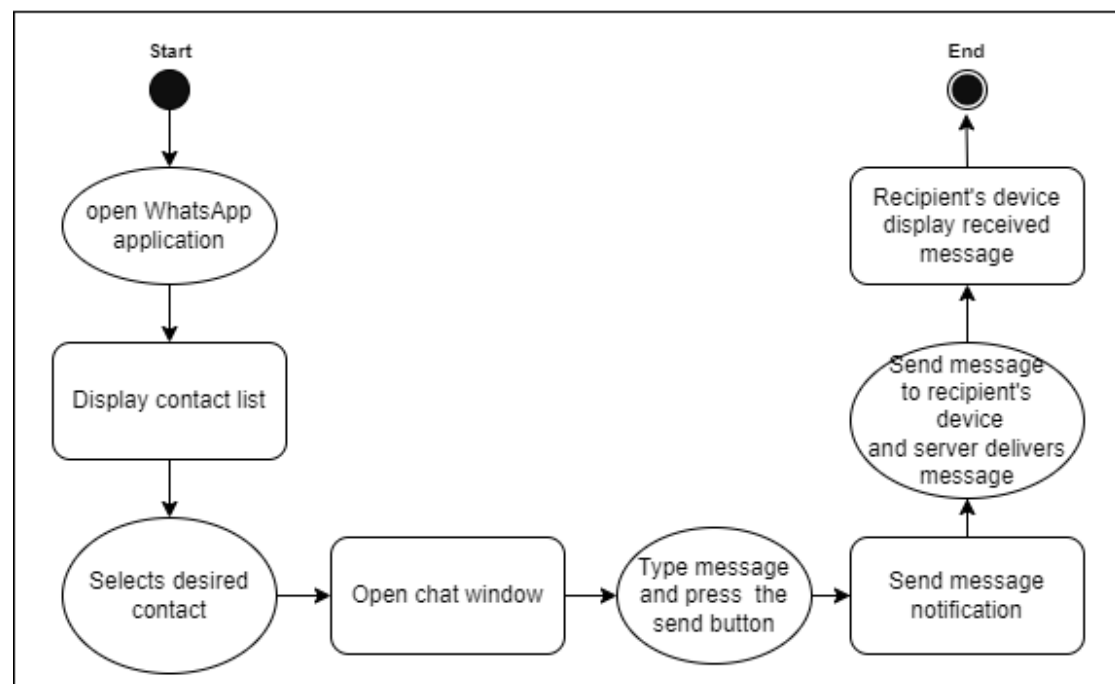 Start
open WhatsApp
application
Display contact list
Selects desired
contact
Open chat window
Type message
and press the
send button
Send message
notification
Send message
to recipient's
device
and server delivers
message
Recipient's device
display received
message
End